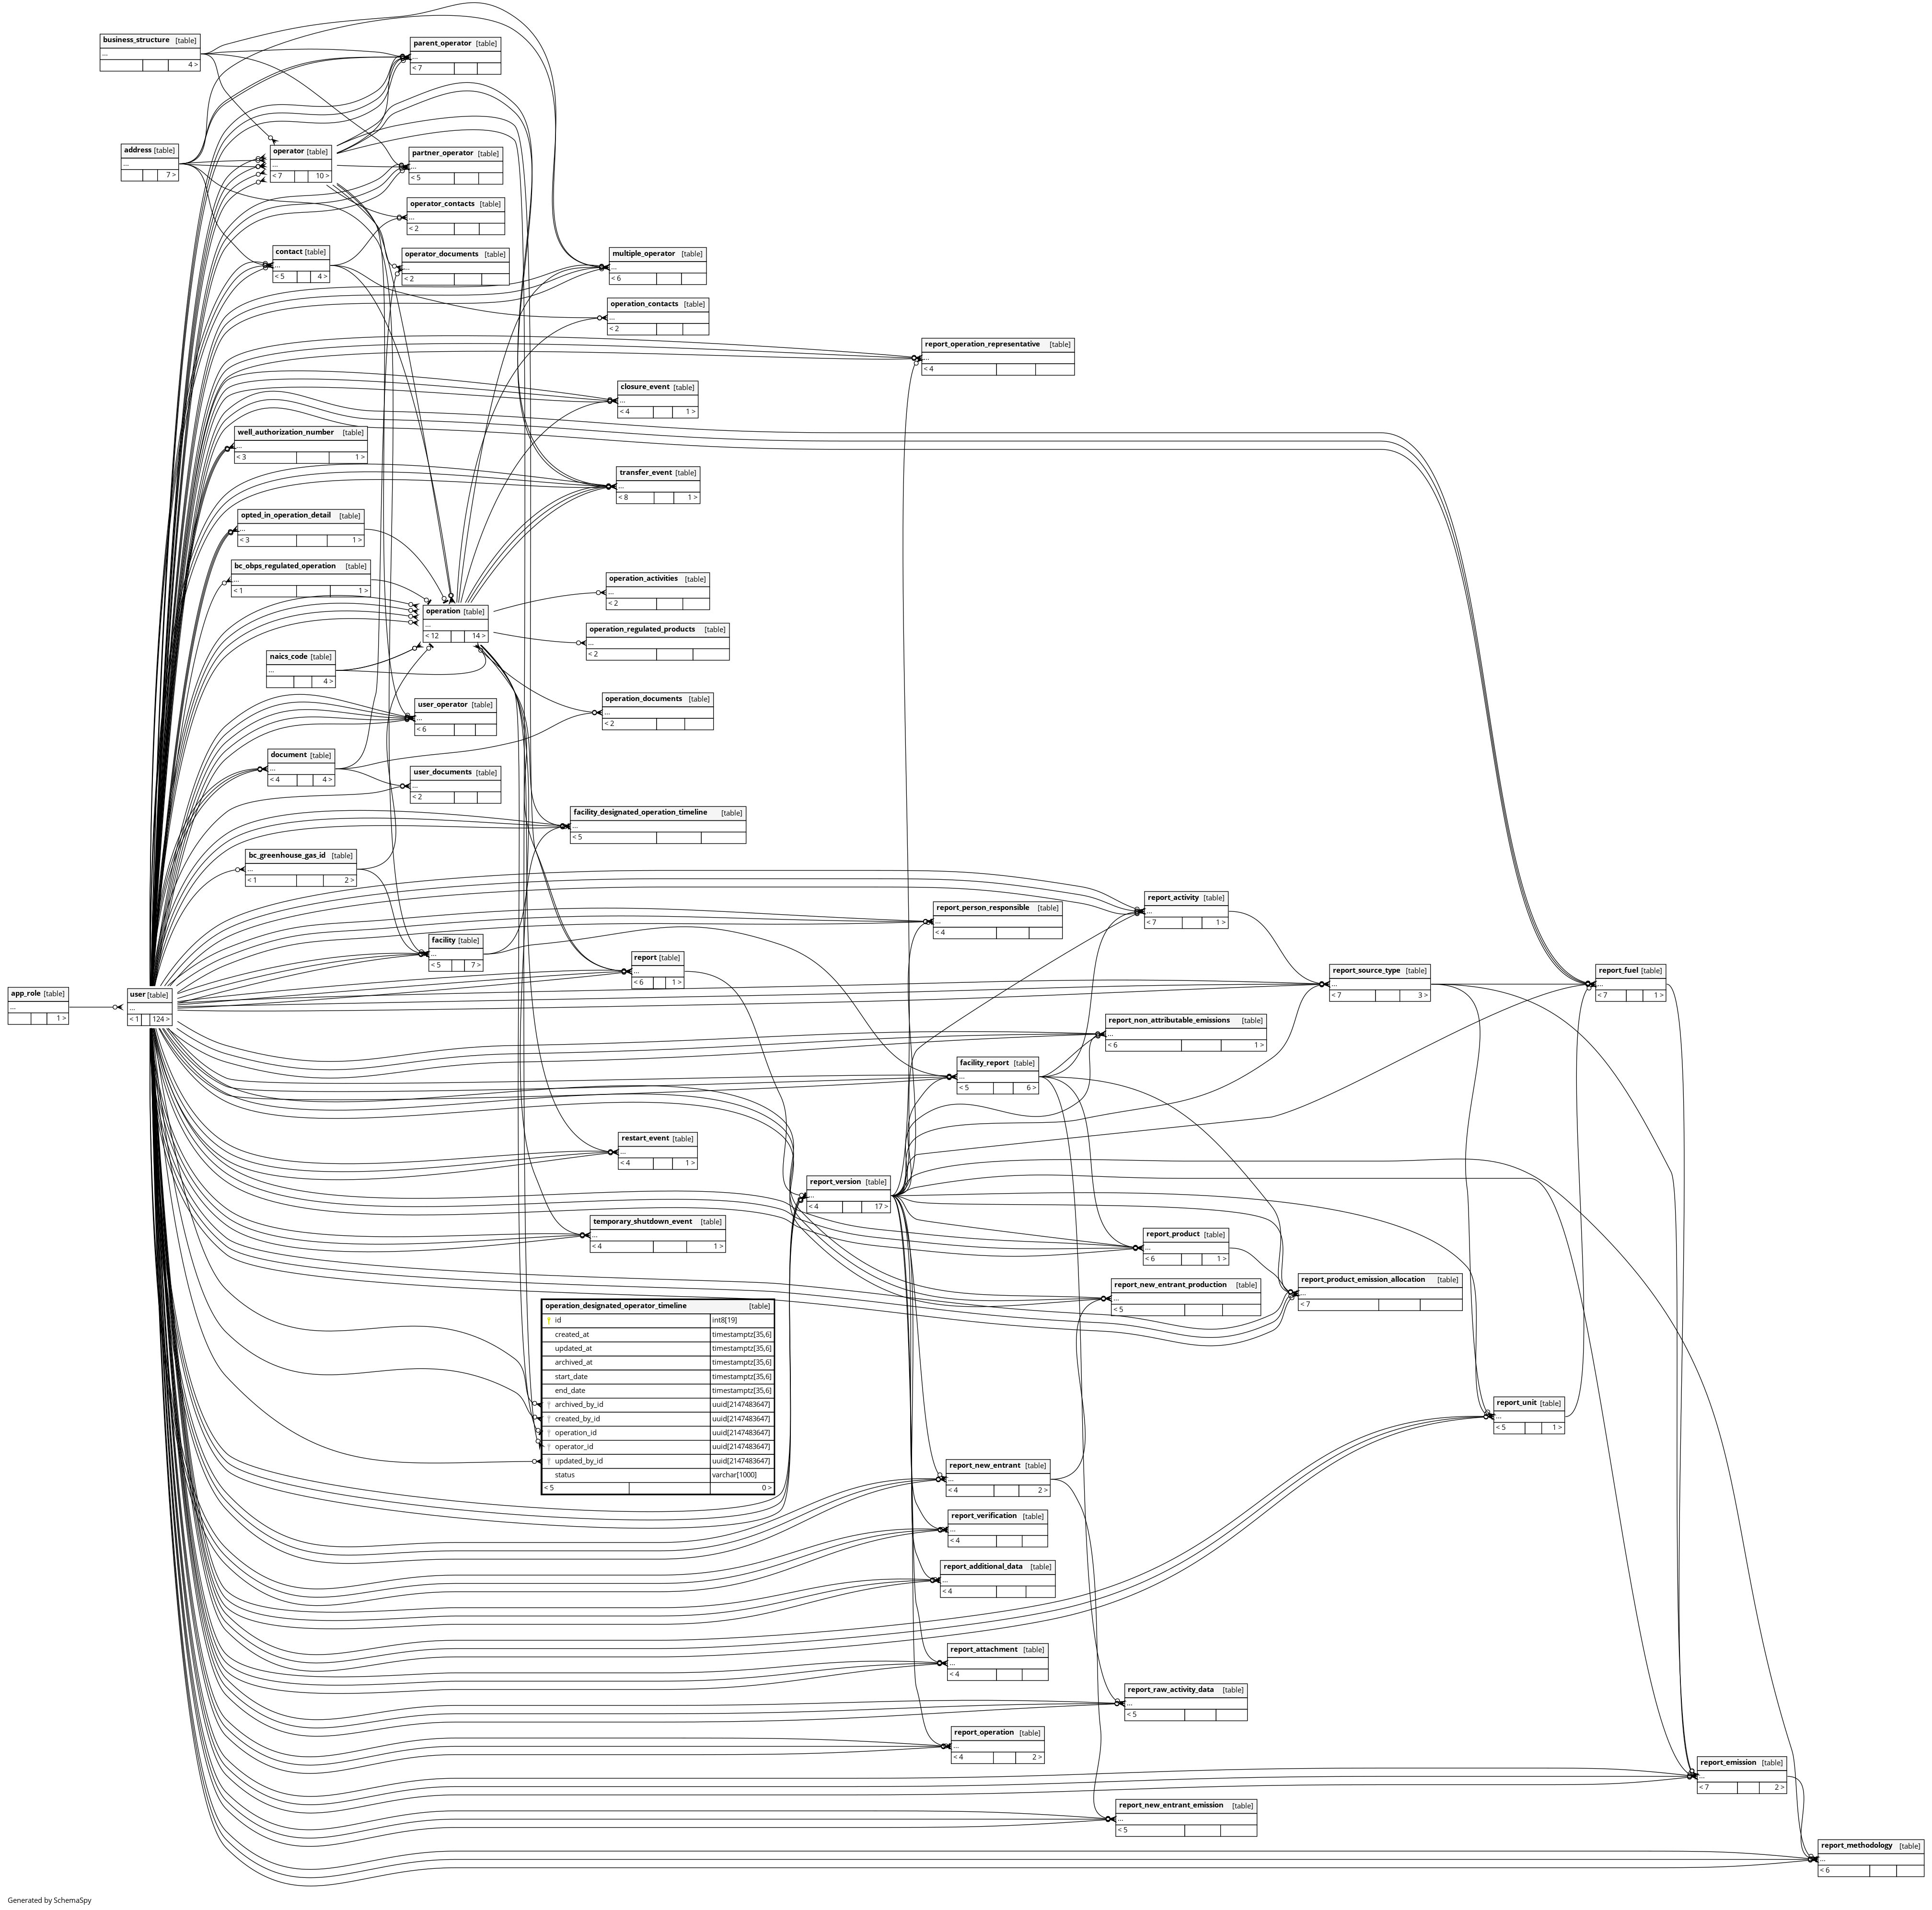 business_structure [table]
...
4 >
parent_operator [table]
...
< 7
address [table]
...
7 >
operator [table]
...
< 7 10 >
partner_operator [table]
...
< 5
operator_contacts [table]
...
< 2
contact [table]
...
< 5 4 >
operator_documents [table]
...
< 2
multiple_operator [table]
...
< 6
operation_contacts [table]
...
< 2
report_operation_representative [table]
...
< 4
closure_event [table]
...
< 4 1 >
well_authorization_number [table]
...
< 3 1 >
transfer_event [table]
...
< 8 1 >
opted_in_operation_detail [table]
...
< 3 1 >
bc_obps_regulated_operation [table]
...
< 1 1 >
operation_activities [table]
...
< 2
operation [table]
...
< 12 14 >
operation_regulated_products [table]
...
< 2
naics_code [table]
...
4 >
user_operator [table]
...
< 6
operation_documents [table]
...
< 2
document [table]
...
< 4 4 >
user_documents [table]
...
< 2
facility_designated_operation_timeline [table]
...
< 5
bc_greenhouse_gas_id [table]
...
< 1 2 >
report_activity [table]
...
< 7 1 >
report_person_responsible [table]
...
< 4
facility [table]
...
< 5 7 >
report [table]
...
< 6 1 >
report_source_type [table]
...
< 7 3 >
report_fuel [table]
...
< 7 1 >
app_role [table]
...
1 >
user [table]
...
< 1 124 >
report_non_attributable_emissions [table]
...
< 6 1 >
facility_report [table]
...
< 5 6 >
restart_event [table]
...
< 4 1 >
report_version [table]
...
< 4 17 >
temporary_shutdown_event [table]
...
< 4 1 >
report_product [table]
...
< 6 1 >
report_new_entrant_production [table]
...
< 5
report_product_emission_allocation [table]
...
< 7
operation_designated_operator_timeline [table]
id int8[19]
created_at timestamptz[35,6]
updated_at timestamptz[35,6]
archived_at timestamptz[35,6]
start_date timestamptz[35,6]
end_date timestamptz[35,6]
archived_by_id uuid[2147483647]
created_by_id uuid[2147483647]
operation_id uuid[2147483647]
operator_id uuid[2147483647]
updated_by_id uuid[2147483647]
status varchar[1000]
< 5 0 >
report_unit [table]
...
< 5 1 >
report_new_entrant [table]
...
< 4 2 >
report_verification [table]
...
< 4
report_additional_data [table]
...
< 4
report_attachment [table]
...
< 4
report_raw_activity_data [table]
...
< 5
report_operation [table]
...
< 4 2 >
report_emission [table]
...
< 7 2 >
report_new_entrant_emission [table]
...
< 5
report_methodology [table]
...
< 6
Generated by SchemaSpy